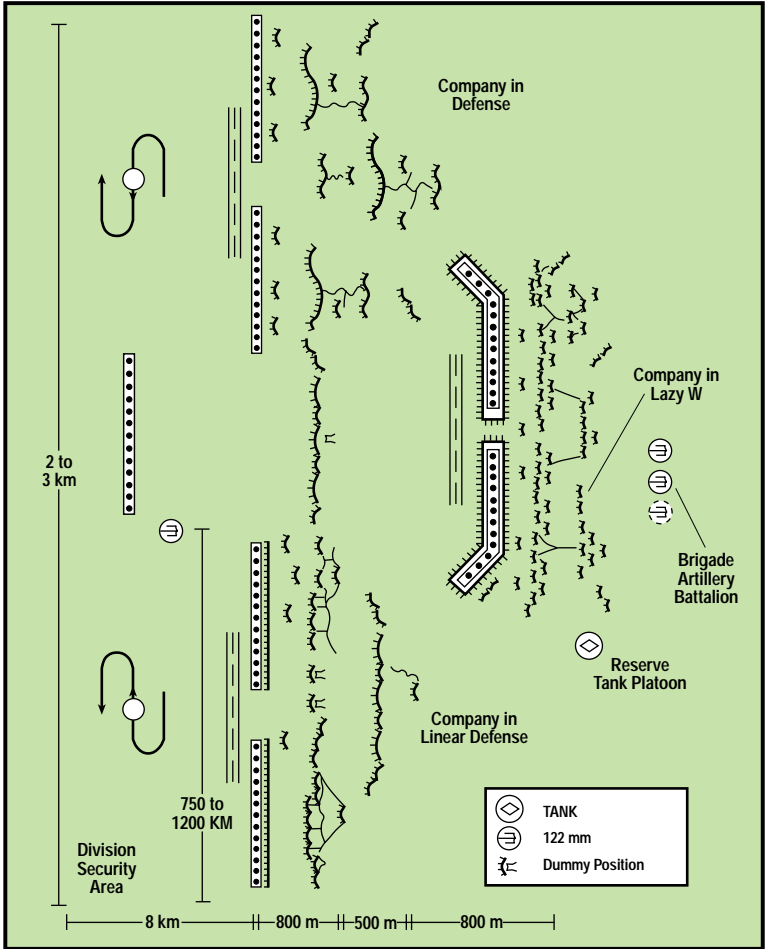 Company in
Defense
Company in
Lazy W
2 to
3 km
Brigade
Artillery
Battalion
Reserve
Tank Platoon
Company in
Linear Defense
750 to
1200 KM
Division
Security
Area
TANK
122 mm
Dummy Position
8 km
800 m
500 m
800 m